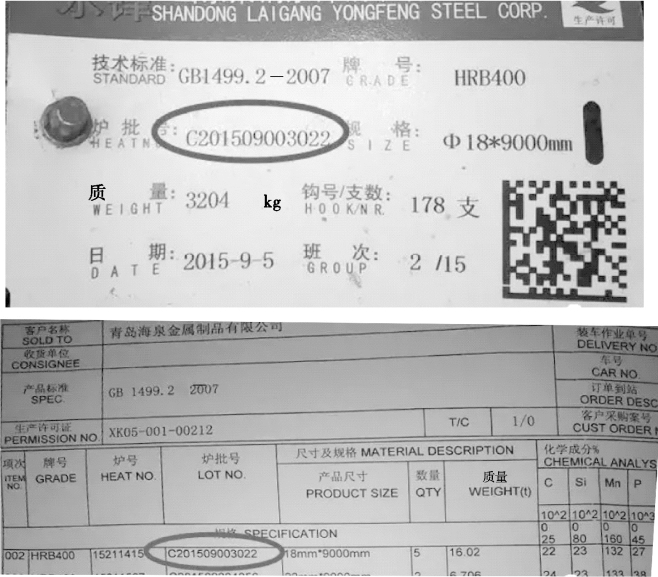 SHANDONG LAIGANG YONGFENG STEEL CORP.
生产许可
技术标准: GB1499.2-2007 牌 号: HRB400
STANDARD GRADE
炉批号: C201509003022 规 格: Φ18*9000mm
HEATNO SIZE
质 量: 3204 kg 钩号/支数: 178 支
WEIGHT HOOK/NR.
日 期: 2015-9-5 班 次: 2 /15
DATE GROUP
客户名称 青岛海泉金属制品有限公司 装车作业单号
SOLD TO DELIVERY NO
收货单位 车号
CONSIGNEE CAR NO
产品标准 GB 1499.2 2007 订单到站
SPEC. ORDER DESC
生产许可证 XK05-001-00212 T/C 1/0 客户采购案号
PERMISSION NO. CUST ORDER
项次 牌号 炉号 炉批号 尺寸及规格 MATERIAL DESCRIPTION 化学成分%
ITEM NO. GRADE HEAT NO. LOT NO. 产品尺寸 数量 质量 CHEMICAL ANALYS
PRODUCT SIZE QTY WEIGHT(t) C Si Mn P
10^2 10^2 10^2 10^3
规格 SPECIFICATION 0 0 0 0
25 80 160 45
002 HRB400 15211415 C201509003022 18mm*9000mm 5 16.02 22 23 132 27
24 23 133 38